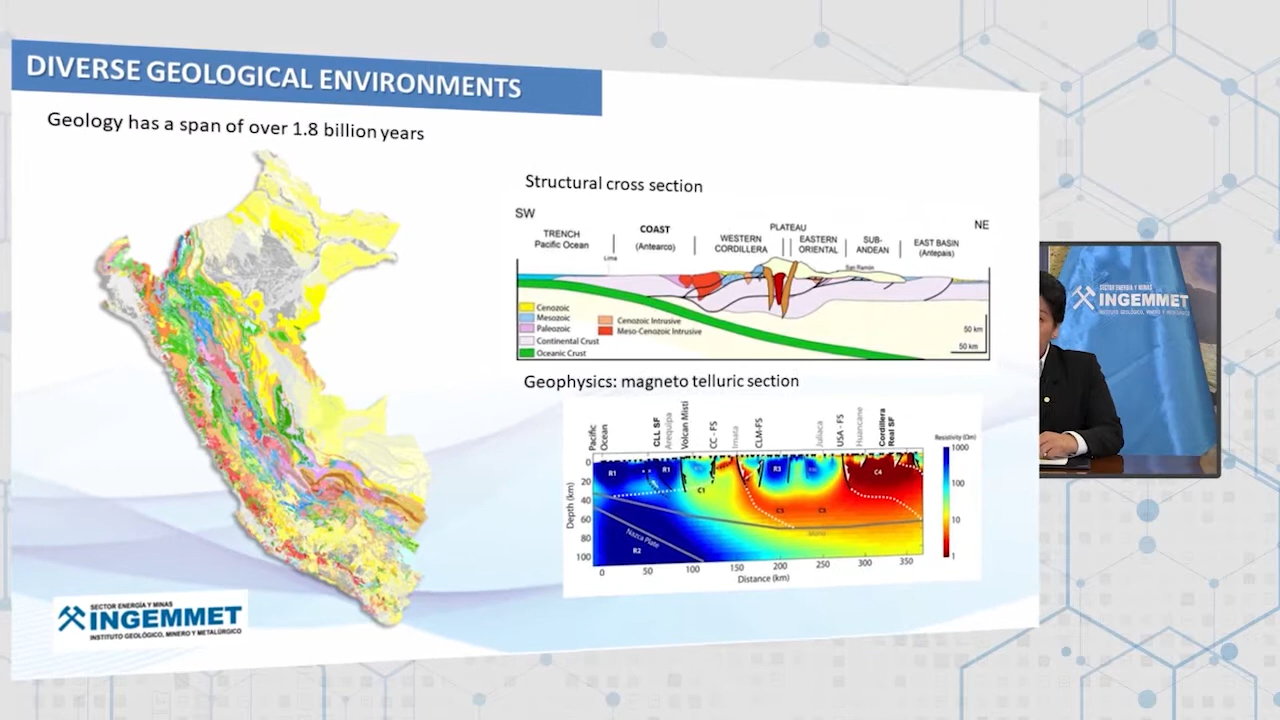 DIVERSE GEOLOGICAL ENVIRONMENTS
Geology has a span of over 1.8 billion years
Structural cross section
SW
NE
TRENCH
Pacific Ocean
COAST
(Antearco)
WESTERN
CORDILLERA
PLATEAU
EASTERN
ORIENTAL
SUB-
ANDEAN
EAST BASIN
(Antepais)
Lima
San Ramón
Cenozoic
Mesozoic
Paleozoic
Continental Crust
Oceanic Crust
Cenozoic Intrusive
Meso-Cenozoic Intrusive
50 km
50 km
Geophysics: magneto telluric section
Pacific
Ocean
CLL SF
Arequipa
Volcan Misti
CC - FS
Imata
CLM-FS
Juliaca
USA - FS
Huancane
Cordillera
Real SF
Resistivity (Ωm)
1000
100
10
1
Depth (km)
0
20
40
60
80
100
R1
R1
C1
R3
C4
C3
Nazca Plate
R2
0
50
100
150
200
250
300
350
Distance (km)
SECTOR ENERGÍA Y MINAS
INGEMMET
INSTITUTO GEOLÓGICO, MINERO Y METALÚRGICO
SECTOR ENERGÍA Y MINAS
INGEMMET
INSTITUTO GEOLÓGICO, MINERO Y METALÚRGICO